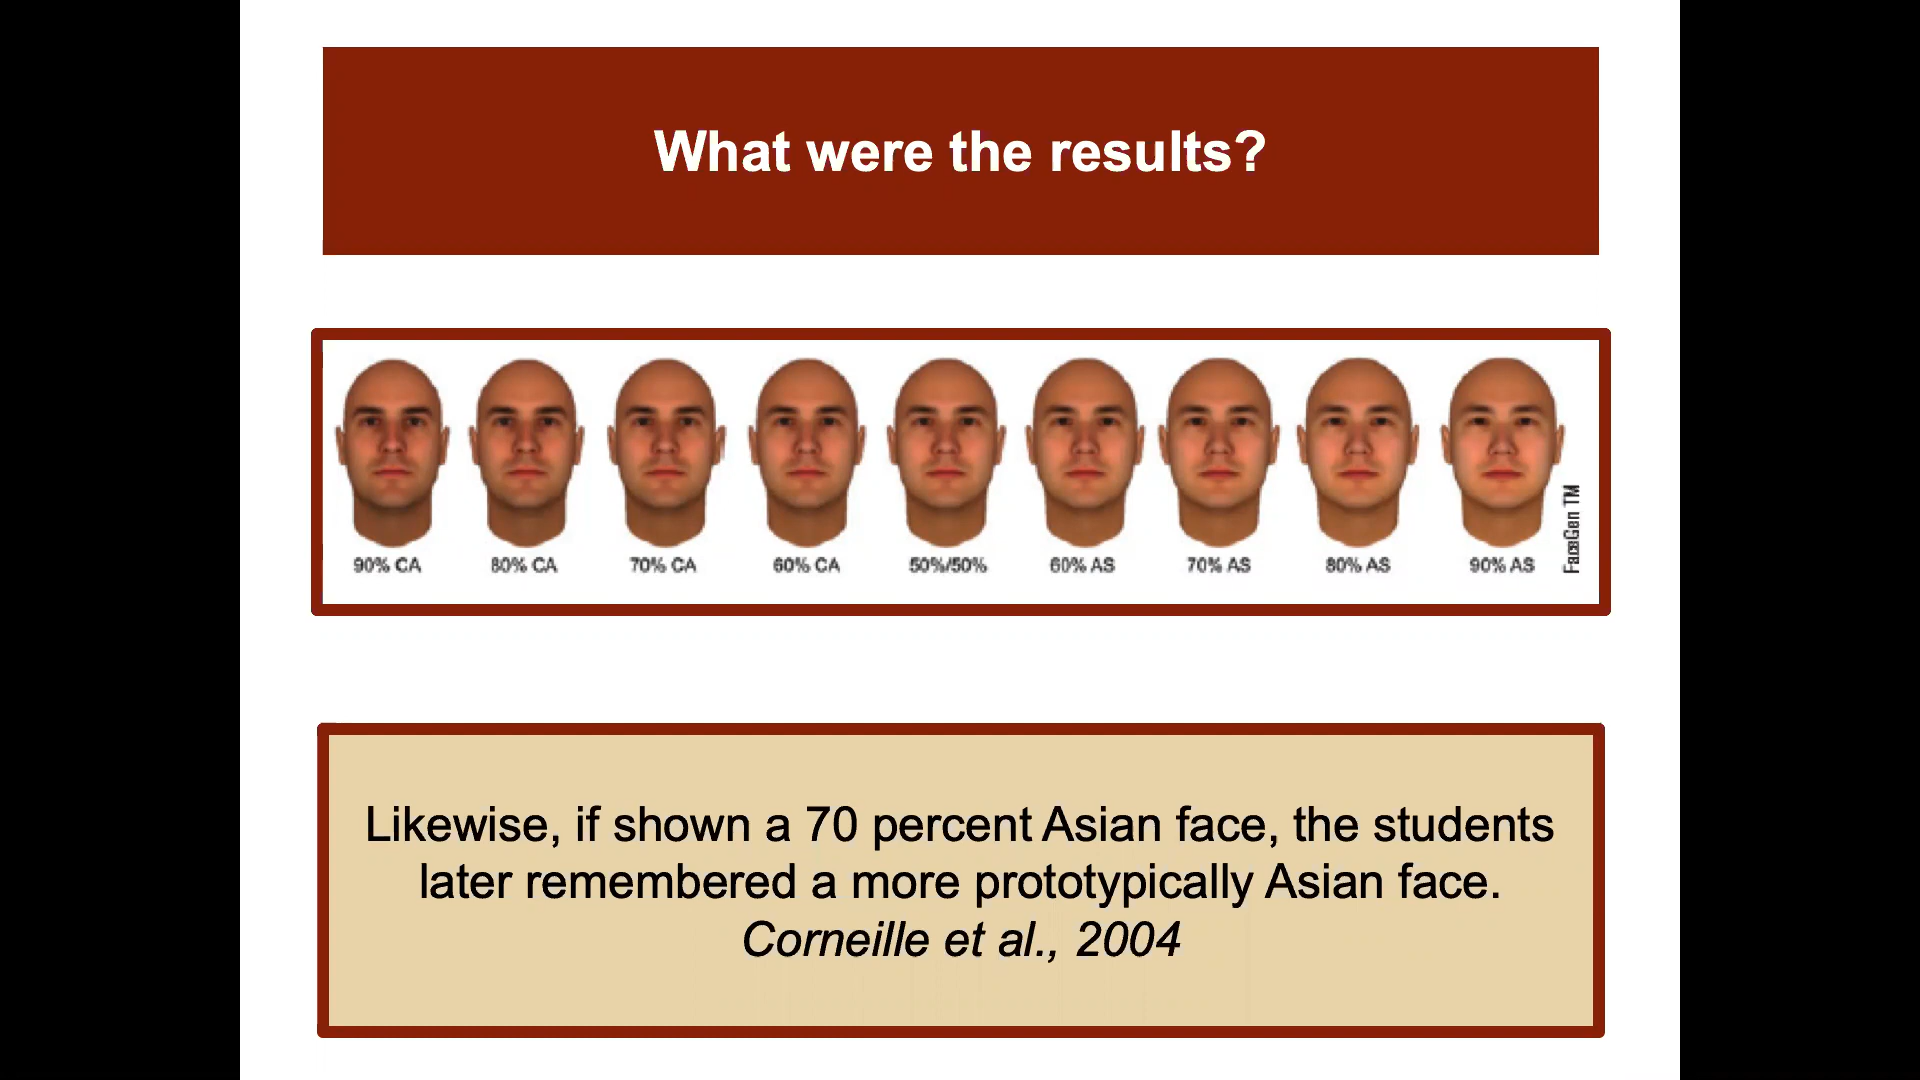 What were the results?
90% CA 80% CA 70% CA 60% CA 50%/50% 60% AS 70% AS 80% AS 90% AS
FaceGen TM
Likewise, if shown a 70 percent Asian face, the students
later remembered a more prototypically Asian face.
Corneille et al., 2004